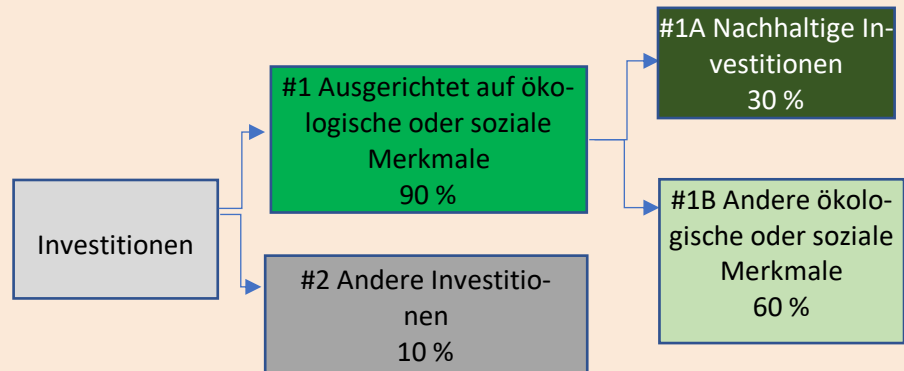 #1A Nachhaltige In-
vestitionen
30 %
#1 Ausgerichtet auf öko-
logische oder soziale
Merkmale
90 %
Investitionen
#1B Andere ökolo-
gische oder soziale
Merkmale
60 %
#2 Andere Investitio-
nen
10 %